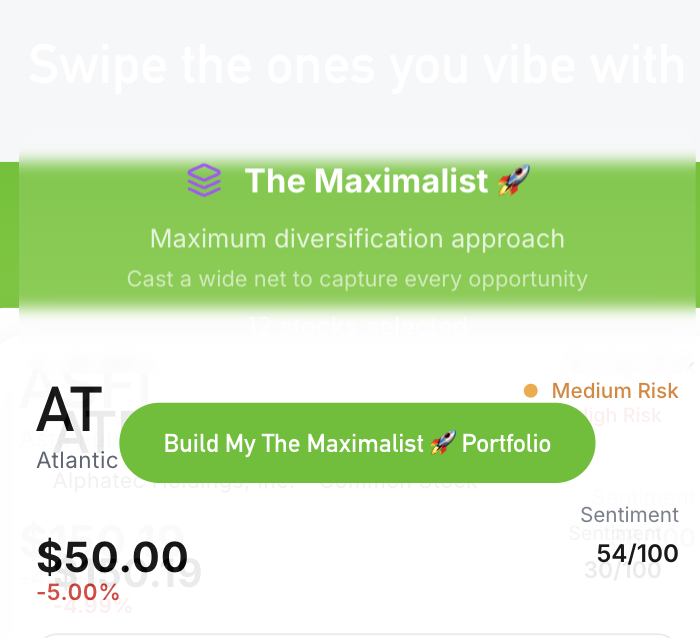 Swipe the ones you vibe with
The Maximalist 🚀
Maximum diversification approach
Cast a wide net to capture every opportunity
12 stocks selected
AT
Medium Risk
High Risk
Build My The Maximalist 🚀 Portfolio
Atlantic
Alphatec Holdings, Inc. - Common Stock
Sentiment
Sentiment
$50.00
54/100
$150.19
30/100
-5.00%
-4.99%